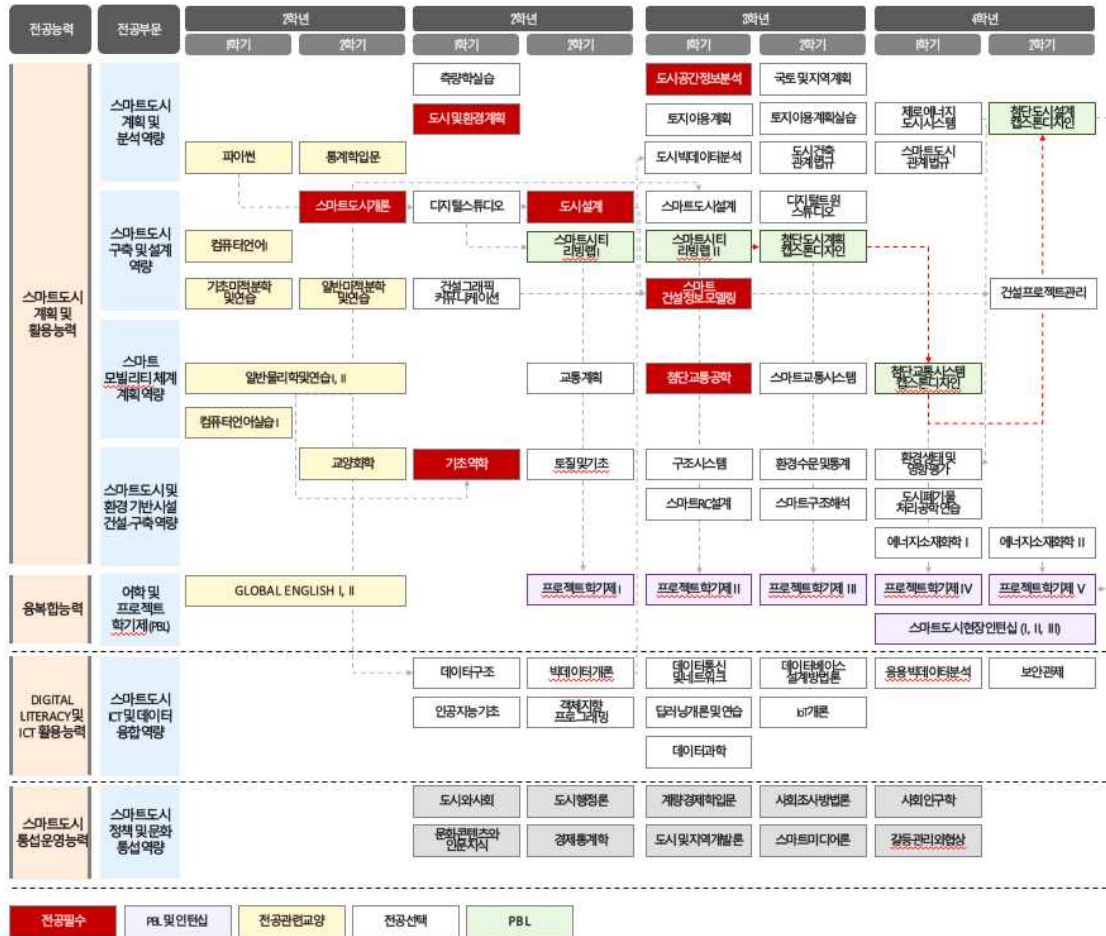 전공능력
전공부문
2학년
2학년
3학년
4학년
1학기
2학기
1학기
2학기
1학기
2학기
1학기
2학기
스마트도시
계획 및
활용능력
스마트도시
계획 및
분석 역량
측량학실습
도시공간정보분석
국토 및 지역계획
도시 및 환경계획
토지이용계획
토지이용계획실습
제로에너지
도시시스템
첨단도시설계
캡스톤디자인
파이썬
통계학입문
도시빅데이터분석
도시건축
관계법규
스마트도시
관계법규
스마트도시
구축 및 설계
역량
스마트도시개론
디지털스튜디오
도시설계
스마트도시설계
디지털트윈
스튜디오
컴퓨터언어I
스마트시티
리빙랩 I
스마트시티
리빙랩 II
첨단도시계획
캡스톤디자인
기초미적분학
및연습
일반미적분학
및연습
건설그래픽
커뮤니케이션
스마트
건설정보모델링
건설프로젝트관리
스마트
모빌리티 체계
계획 역량
일반물리학및연습 I, II
교통계획
첨단교통공학
스마트교통시스템
첨단교통시스템
캡스톤디자인
컴퓨터언어실습 I
스마트도시 및
환경 기반시설
건설·구축 역량
교양화학
기초역학
토질및기초
구조시스템
환경수문및통계
환경생태 및
영향평가
스마트RC설계
스마트구조해석
도시폐기물
처리공학연습
에너지소재화학 I
에너지소재화학 II
융복합능력
어학 및
프로젝트
학기제(PBL)
GLOBAL ENGLISH I, II
프로젝트학기제 I
프로젝트학기제 II
프로젝트학기제 III
프로젝트학기제 IV
프로젝트학기제 V
스마트도시현장인턴십 (I, II, III)
DIGITAL
LITERACY 및
ICT 활용능력
스마트도시
ICT 및 데이터
융합 역량
데이터구조
빅데이터개론
데이터통신
및네트워크
데이터베이스
설계방법론
응용빅데이터분석
보안관제
인공지능기초
객체지향
프로그래밍
딥러닝개론 및 연습
IoT개론
데이터과학
스마트도시
통섭운영능력
스마트도시
정책 및 문화
통섭 역량
도시와사회
도시행정론
계량경제학입문
사회조사방법론
사회인구학
문화콘텐츠와
인문지식
경제통계학
도시 및 지역개발론
스마트미디어론
갈등관리외협상
전공필수
PBL 및 인턴십
전공관련교양
전공선택
PBL